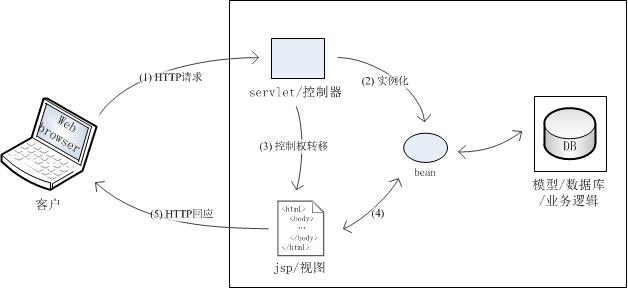 (1) HTTP请求
servlet/控制器
(2) 实例化
Web
browser
客户
(3) 控制权转移
bean
DB
模型/数据库
/业务逻辑
(5) HTTP回应
<html>
<body>
...
</body>
</html>
(4)
jsp/视图